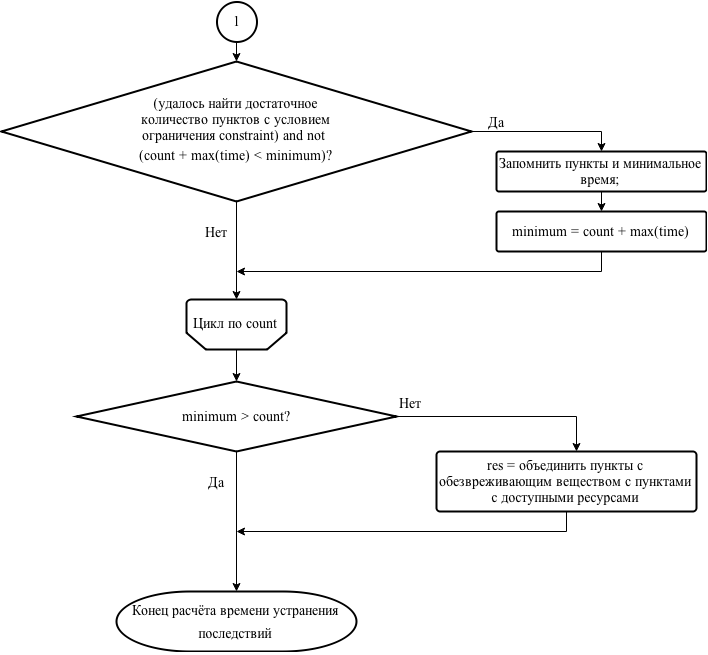 1
(удалось найти достаточное
количество пунктов с условием
ограничения constraint) and not
(count + max(time) < minimum)?
Да
Запомнить пункты и минимальное
время;
Нет
minimum = count + max(time)
Цикл по count
minimum > count?
Нет
res = объединить пункты с
обезвреживающим веществом с пунктами
с доступными ресурсами
Да
Конец расчёта времени устранения
последствий